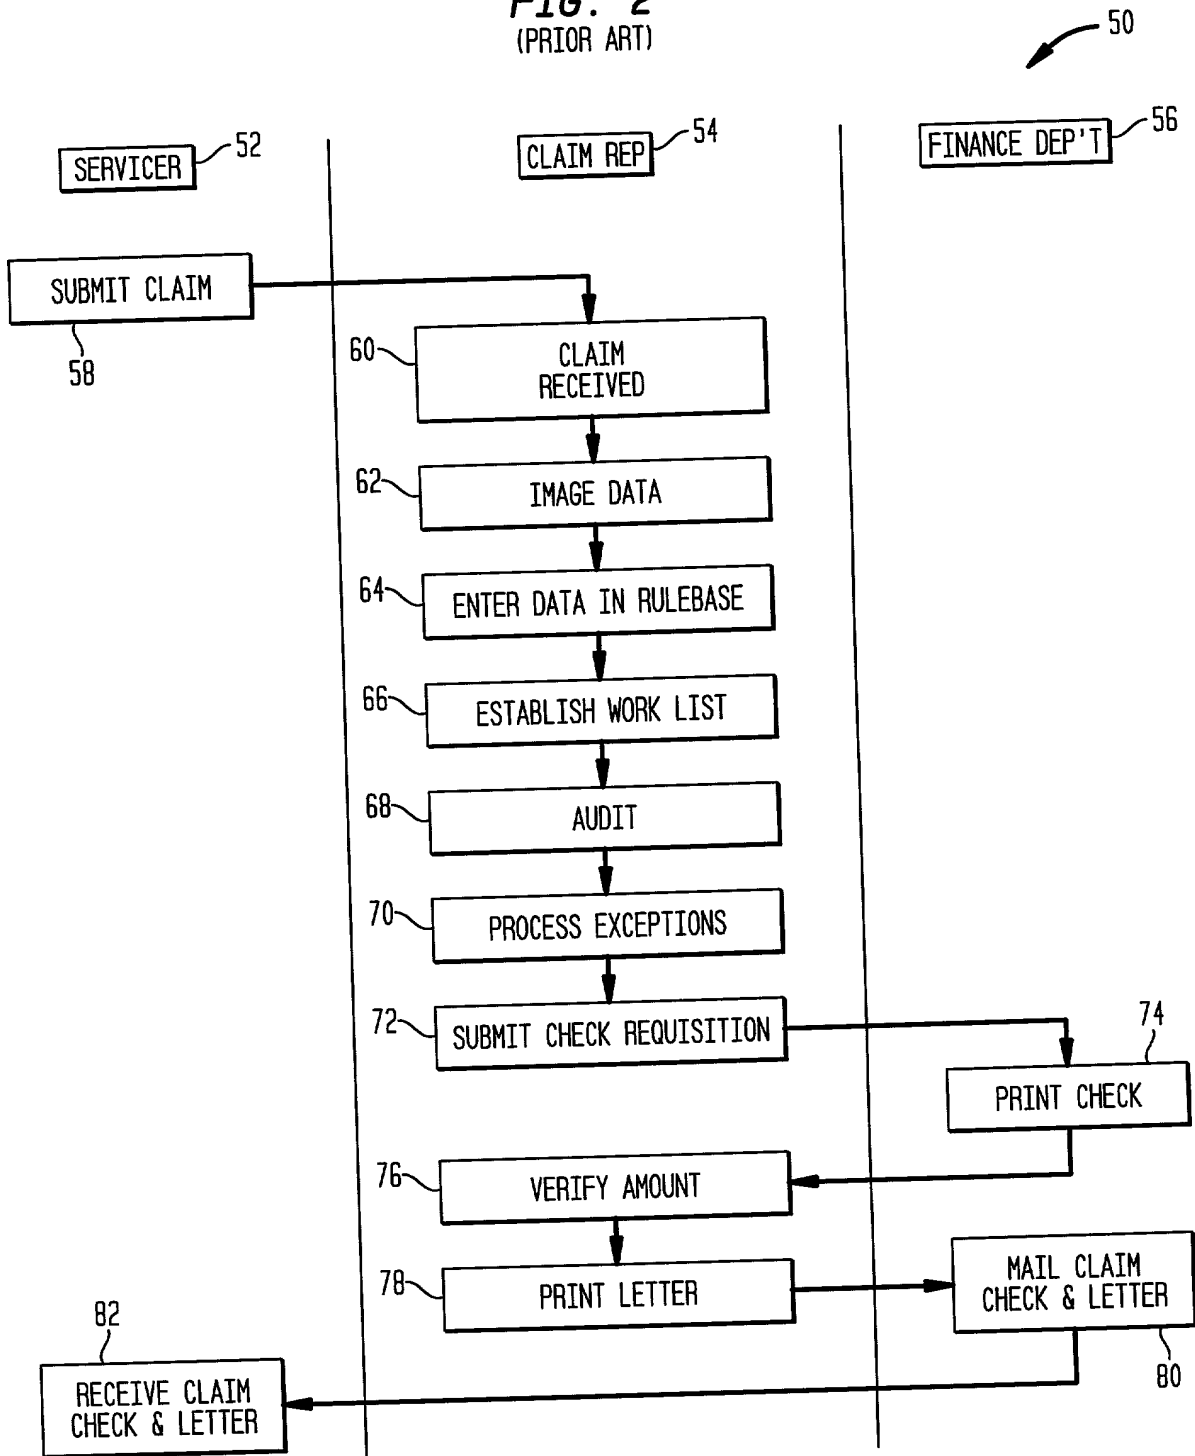 FIG. 2
(PRIOR ART)
50
SERVICER
52
CLAIM REP
54
FINANCE DEP'T
56
SUBMIT CLAIM
58
60
CLAIM
RECEIVED
62
IMAGE DATA
64
ENTER DATA IN RULEBASE
66
ESTABLISH WORK LIST
68
AUDIT
70
PROCESS EXCEPTIONS
72
SUBMIT CHECK REQUISITION
74
PRINT CHECK
76
VERIFY AMOUNT
78
PRINT LETTER
MAIL CLAIM
CHECK & LETTER
80
82
RECEIVE CLAIM
CHECK & LETTER